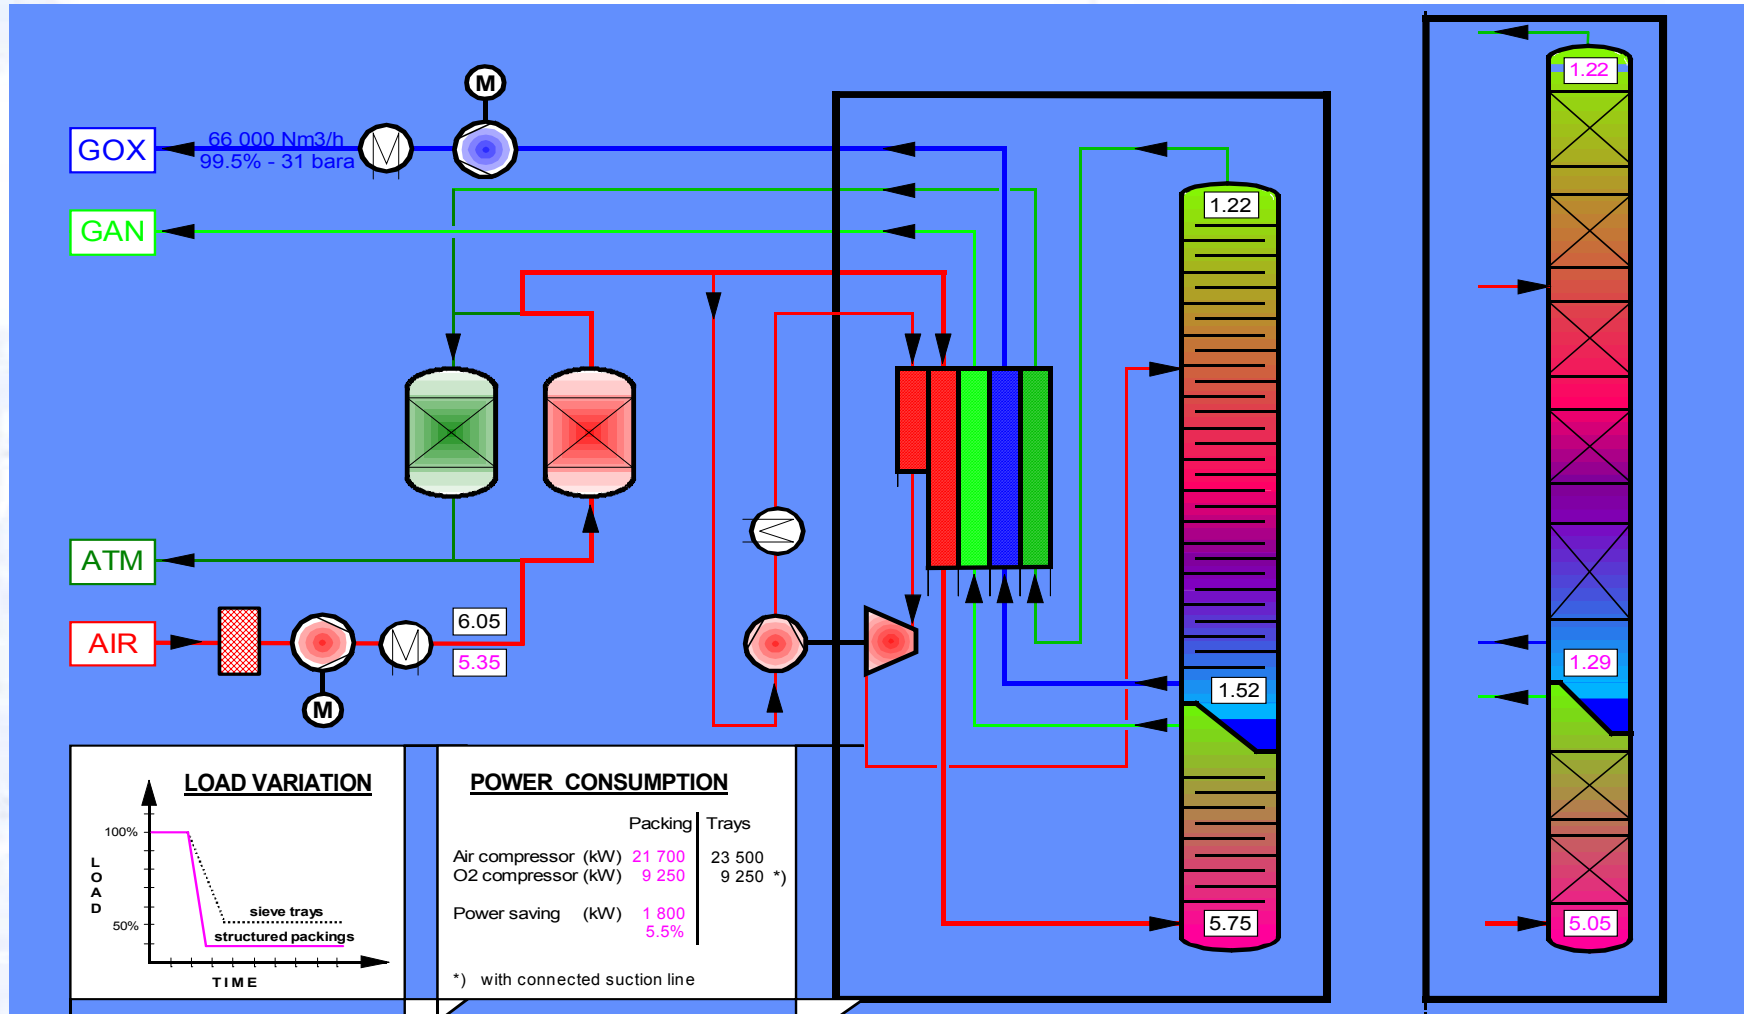 M
GOX
66 000 Nm3/h
99.5% - 31 bara
GAN
ATM
AIR
6.05
5.35
M
1.22
1.52
5.75
1.22
1.29
5.05
LOAD VARIATION
100%
50%
LOAD
sieve trays
structured packings
TIME
POWER CONSUMPTION
Packing Trays
Air compressor (kW) 21 700 23 500
O2 compressor (kW) 9 250 9 250 *)
Power saving (kW) 1 800
5.5%
*) with connected suction line